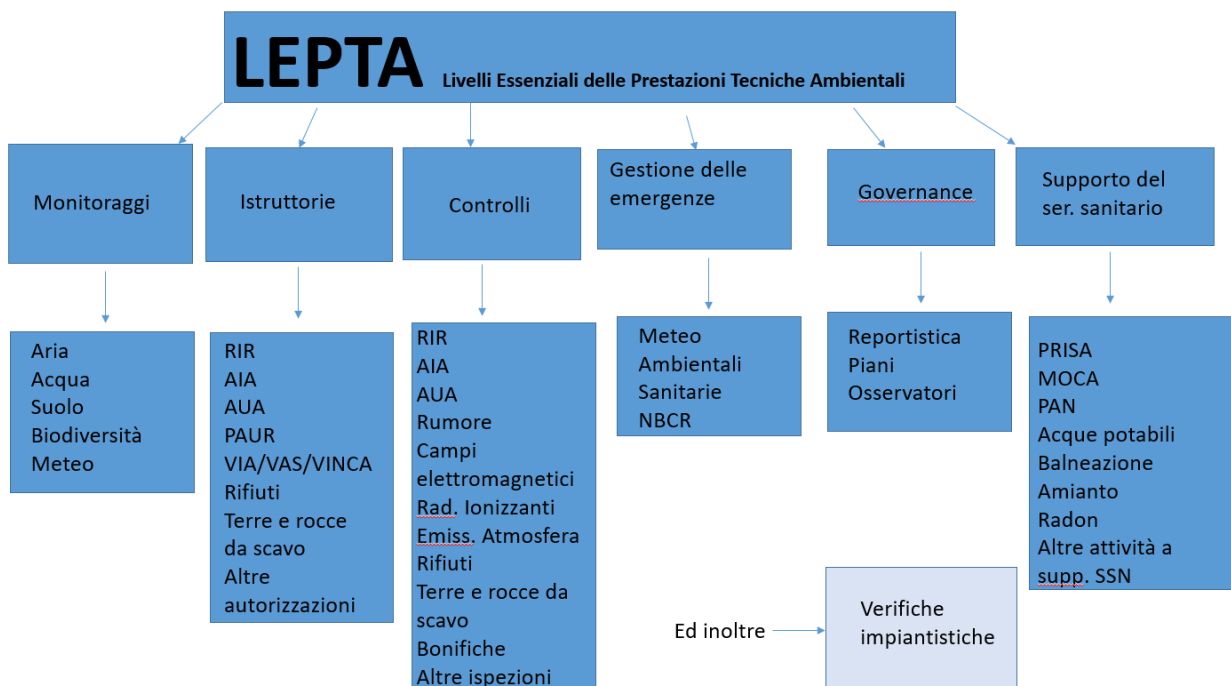 LEPTA Livelli Essenziali delle Prestazioni Tecniche Ambientali
Monitoraggi
Istruttorie
Controlli
Gestione delle
emergenze
Governance
Supporto del
ser. sanitario
Aria
Acqua
Suolo
Biodiversità
Meteo
RIR
AIA
AUA
PAUR
VIA/VAS/VINCA
Rifiuti
Terre e rocce
da scavo
Altre
autorizzazioni
RIR
AIA
AUA
Rumore
Campi
elettromagnetici
Rad. Ionizzanti
Emiss. Atmosfera
Rifiuti
Terre e rocce da
scavo
Bonifiche
Altre ispezioni
Meteo
Ambientali
Sanitarie
NBCR
Reportistica
Piani
Osservatori
PRISA
MOCA
PAN
Acque potabili
Balneazione
Amianto
Radon
Altre attività a
supp. SSN
Ed inoltre
Verifiche
impiantistiche